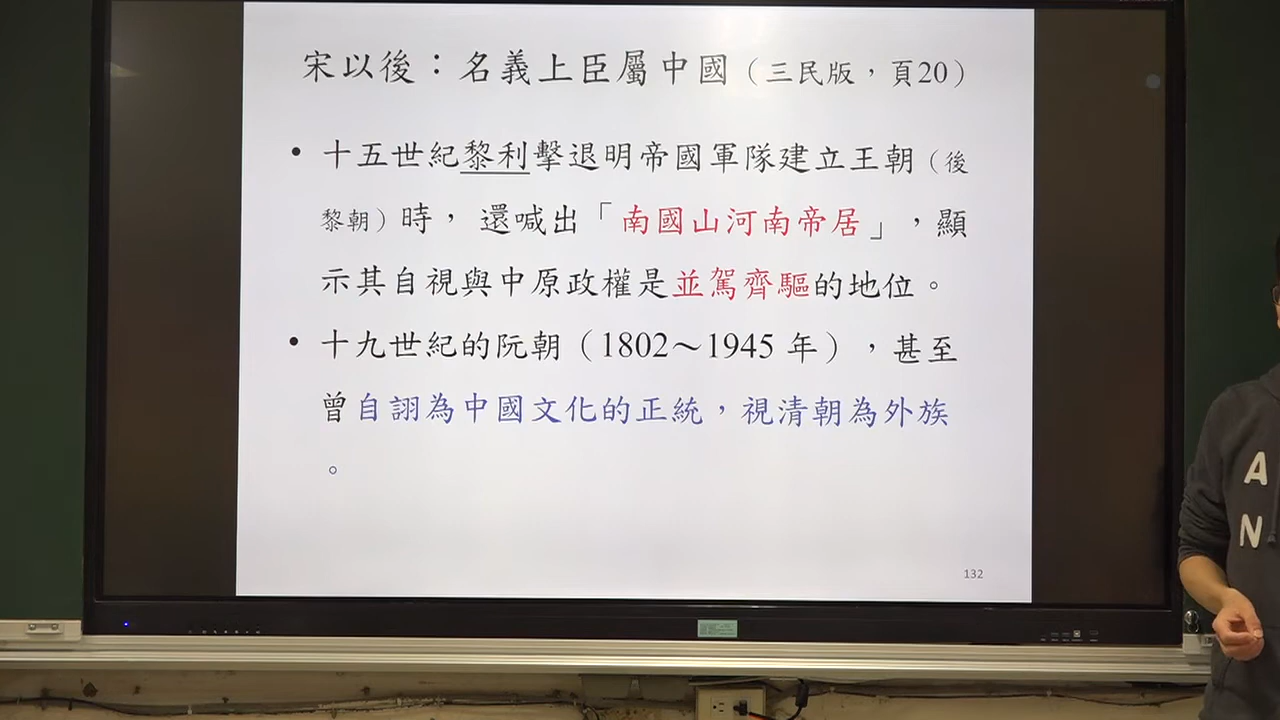 宋以後：名義上臣屬中國（三民版，頁20）
• 十五世紀黎利擊退明帝國軍隊建立王朝（後
黎朝）時， 還喊出「南國山河南帝居」，顯
示其自視與中原政權是並駕齊驅的地位。
• 十九世紀的阮朝（1802～1945 年），甚至
曾自詡為中國文化的正統，視清朝為外族
。
132
A
N